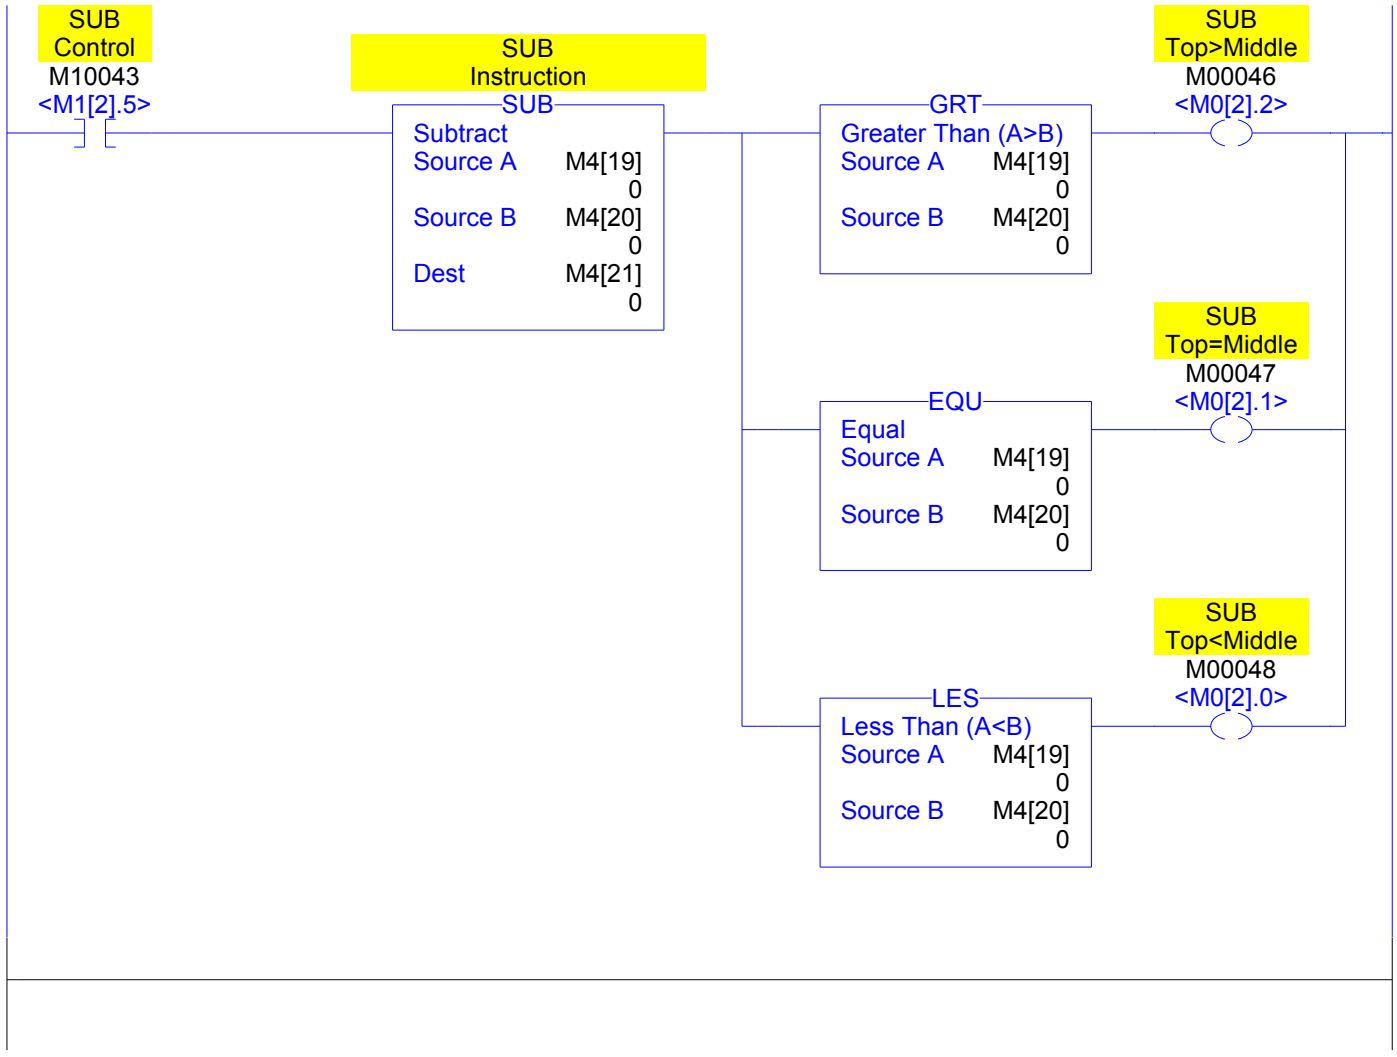 SUB
Control
M10043
<M1[2].5>
SUB
Instruction
SUB
Subtract
Source A M4[19]
0
Source B M4[20]
0
Dest M4[21]
0
GRT
Greater Than (A>B)
Source A M4[19]
0
Source B M4[20]
0
SUB
Top>Middle
M00046
<M0[2].2>
EQU
Equal
Source A M4[19]
0
Source B M4[20]
0
SUB
Top=Middle
M00047
<M0[2].1>
LES
Less Than (A<B)
Source A M4[19]
0
Source B M4[20]
0
SUB
Top<Middle
M00048
<M0[2].0>